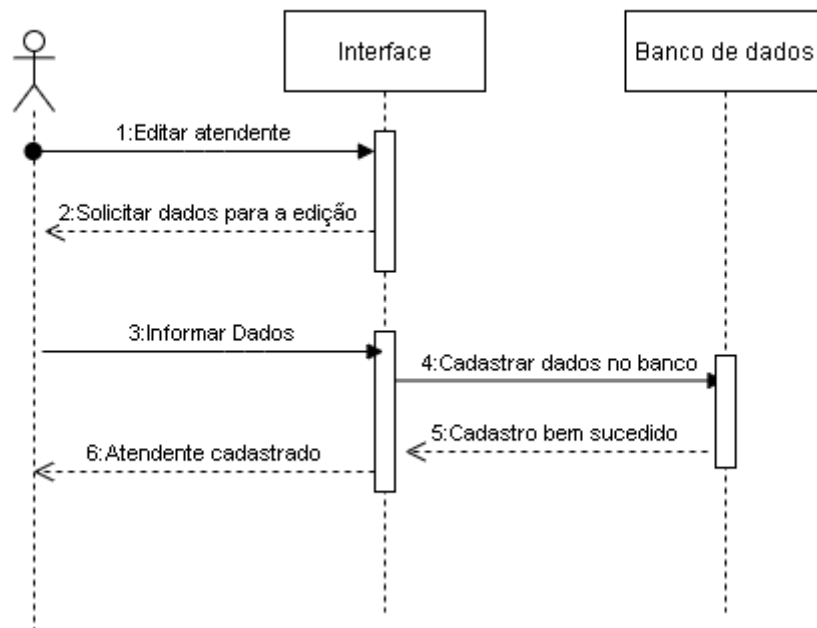 Interface
Banco de dados
1:Editar atendente
2:Solicitar dados para a edição
3:Informar Dados
4:Cadastrar dados no banco
5:Cadastro bem sucedido
6:Atendente cadastrado